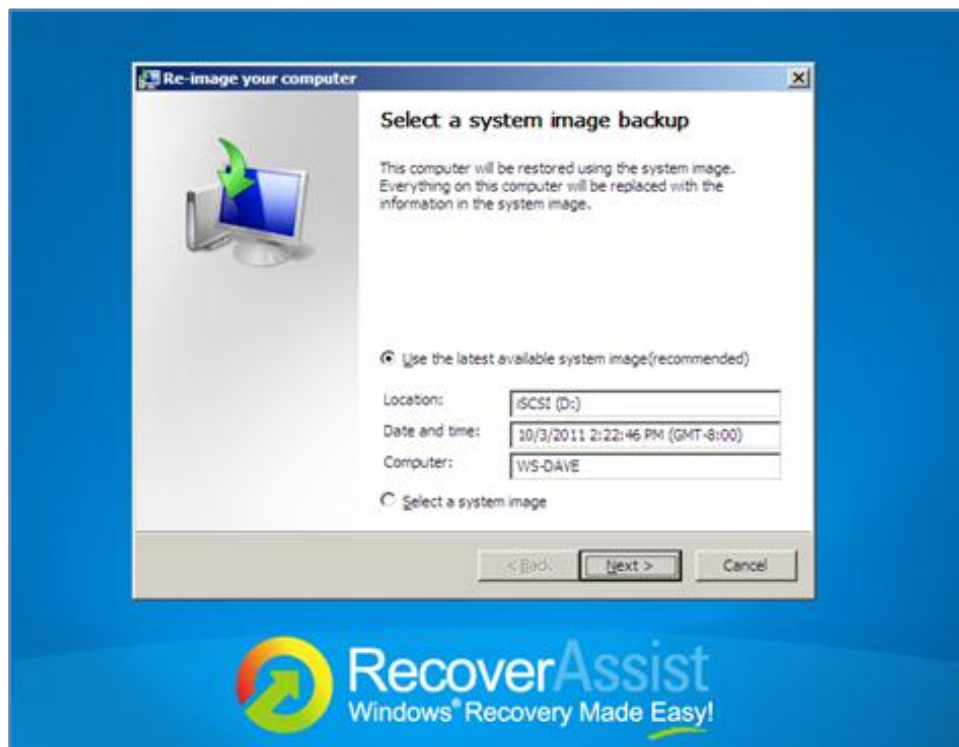 Re-image your computer
Select a system image backup
This computer will be restored using the system image.
Everything on this computer will be replaced with the
information in the system image.
Use the latest available system image(recommended)
Location: iSCSI (D:)
Date and time: 10/3/2011 2:22:46 PM (GMT-8:00)
Computer: WS-DAVE
Select a system image
< Back Next > Cancel
RecoverAssist
Windows® Recovery Made Easy!